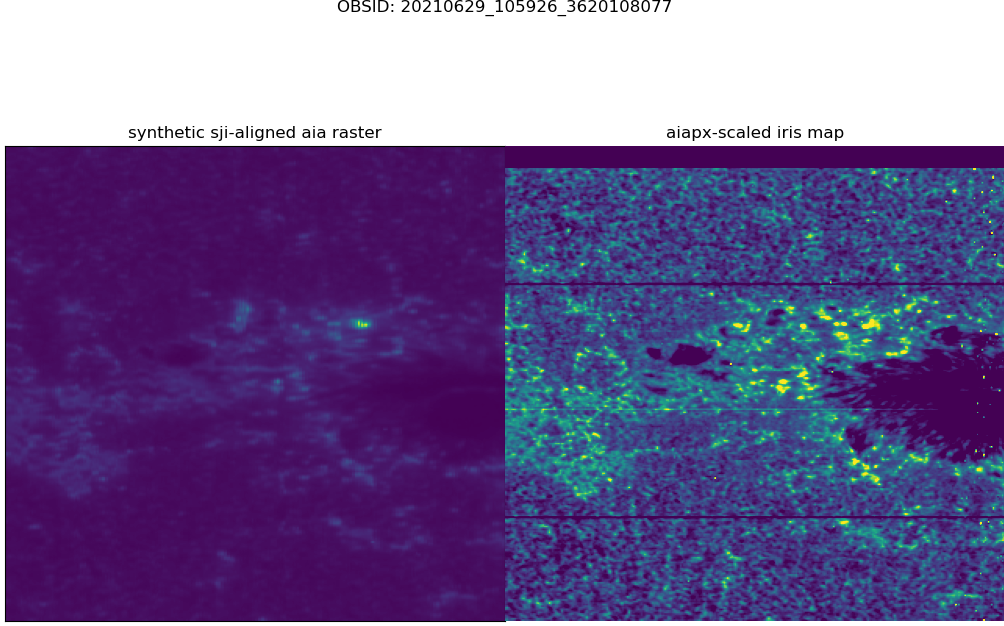 OBSID: 20210629_105926_3620108077
synthetic sji-aligned aia raster
aiapx-scaled iris map